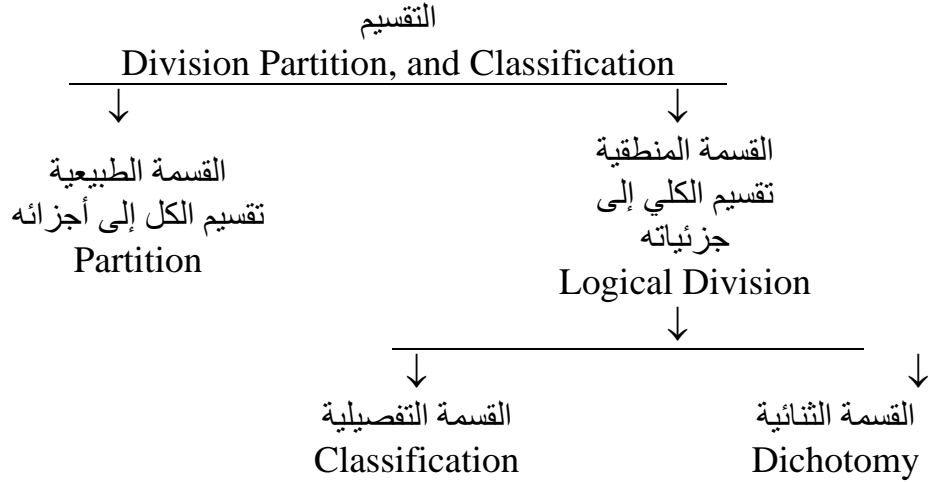 التقسيم
Division Partition, and Classification
القسمة المنطقية
تقسيم الكلي إلى
جزئياته
Logical Division
القسمة الطبيعية
تقسيم الكل إلى أجزائه
Partition
القسمة الثنائية
Dichotomy
القسمة التفصيلية
Classification